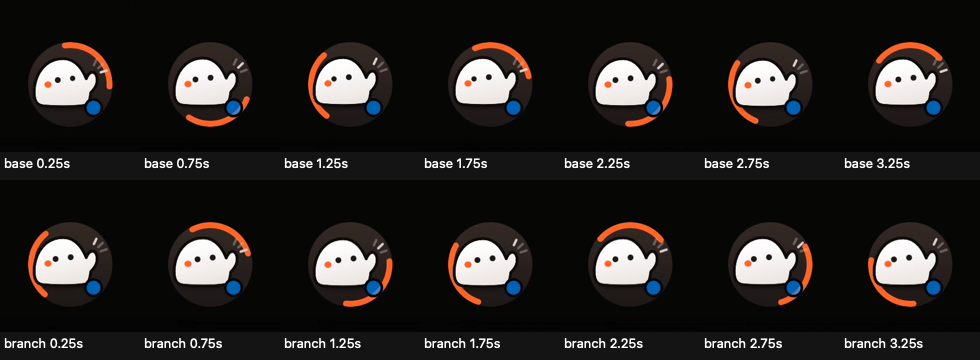 base 0.25s
base 0.75s
base 1.25s
base 1.75s
base 2.25s
base 2.75s
base 3.25s
branch 0.25s
branch 0.75s
branch 1.25s
branch 1.75s
branch 2.25s
branch 2.75s
branch 3.25s